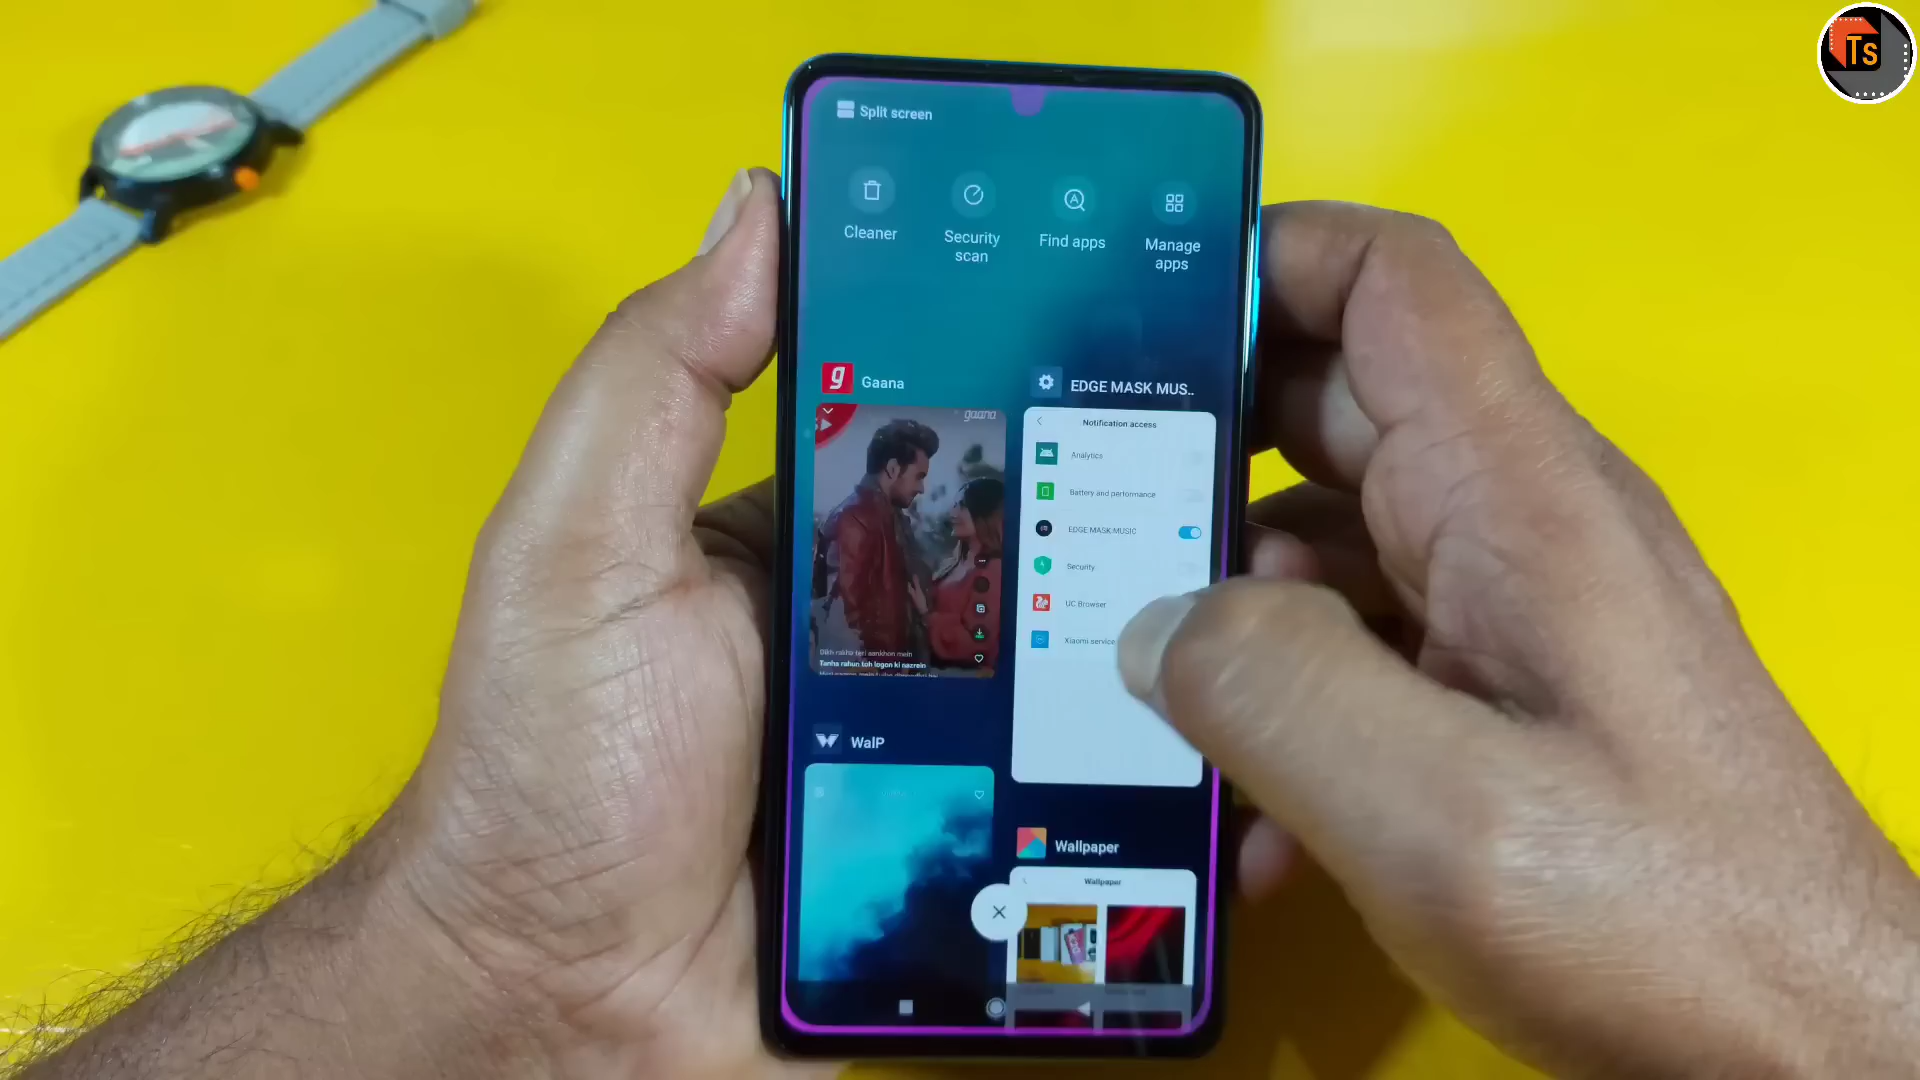 Ts
Split screen
Cleaner
Security
scan
Find apps
Manage
apps
g
Gaana
EDGE MASK MUS..
gaana
Notification access
Analytics
Battery and performance
EDGE MASK MUSIC
Security
UC Browser
Xiaomi service
Tanha rahun toh logon ki nazrein
WalP
Wallpaper
Wallpaper